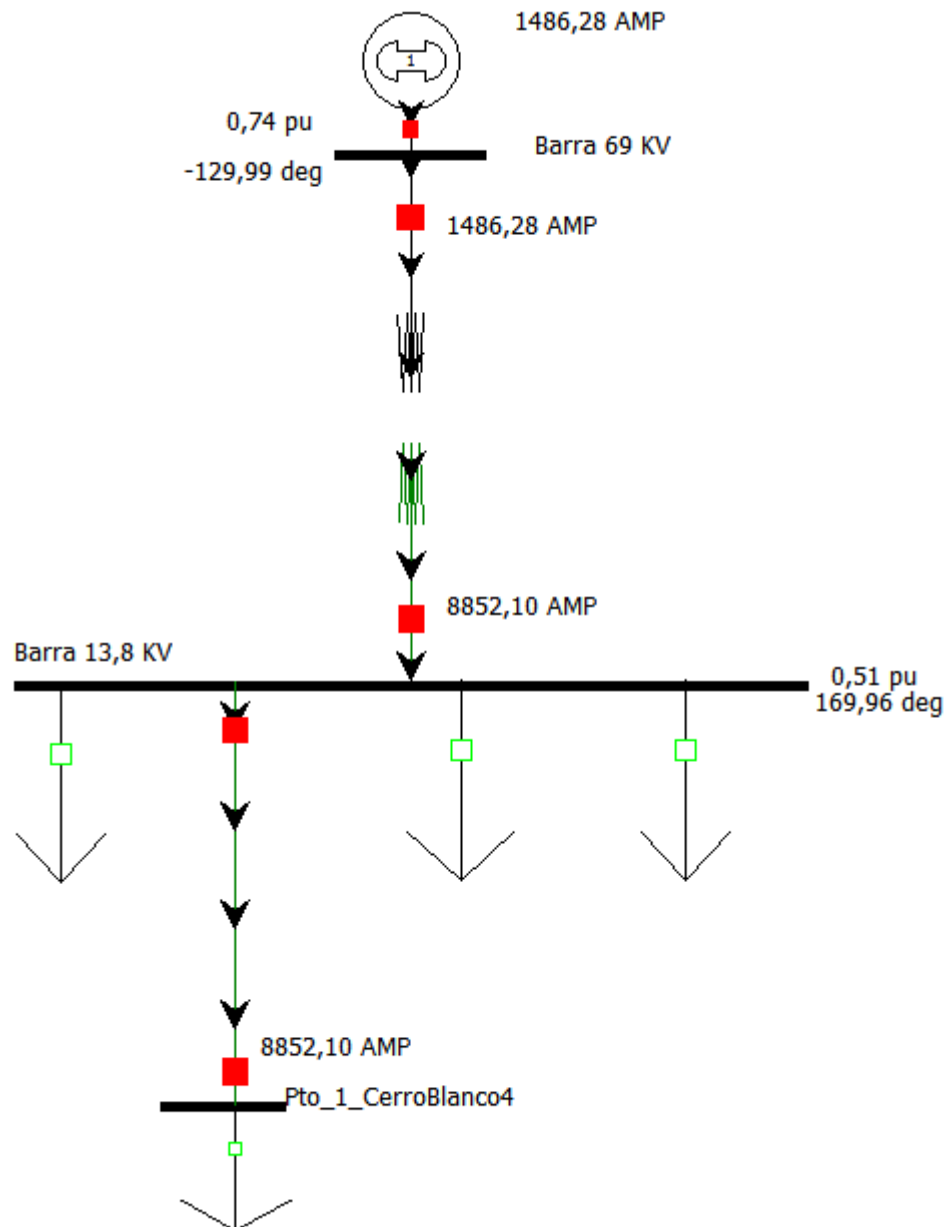 1486,28 AMP
1
0,74 pu
Barra 69 KV
-129,99 deg
1486,28 AMP
8852,10 AMP
Barra 13,8 KV
0,51 pu
169,96 deg
8852,10 AMP
Pto_1_CerroBlanco4